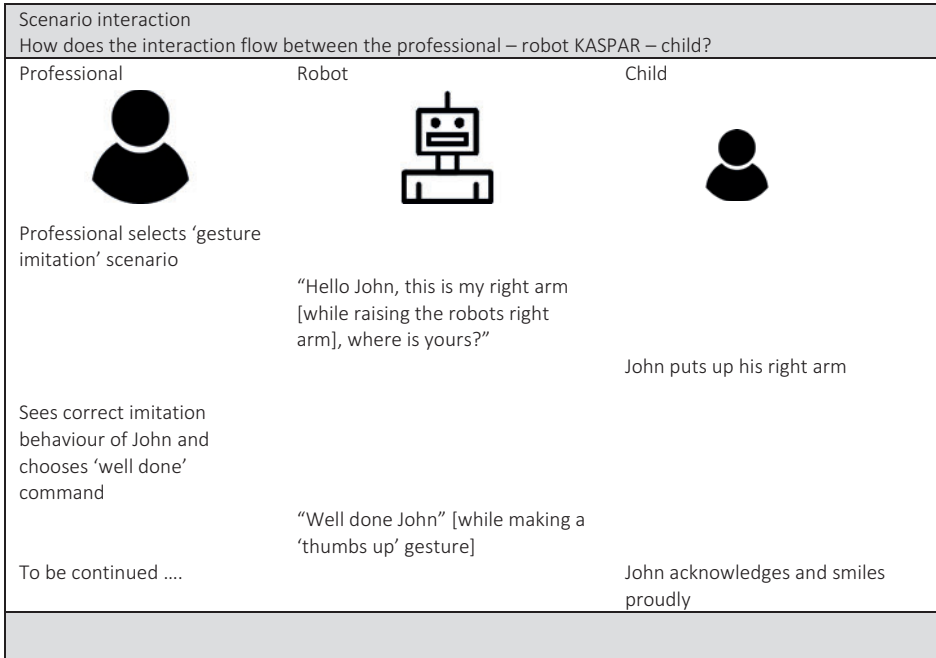 Scenario interaction
How does the interaction flow between the professional – robot KASPAR – child?
Professional
Robot
Child
Professional selects ‘gesture
imitation’ scenario
“Hello John, this is my right arm
[while raising the robots right
arm], where is yours?”
John puts up his right arm
Sees correct imitation
behaviour of John and
chooses ‘well done’
command
“Well done John” [while making a
‘thumbs up’ gesture]
To be continued ....
John acknowledges and smiles
proudly